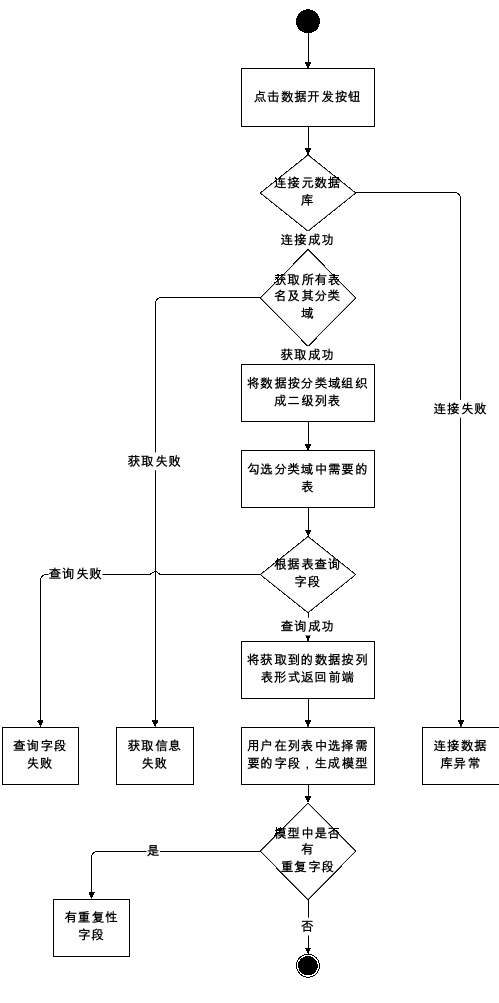 点击数据开发按钮
连接元数据
库
连接成功
获取所有表
名及其分类
域
获取成功
将数据按分类域组织
成二级列表
连接失败
获取失败
勾选分类域中需要的
表
根据表查询
字段
查询失败
查询成功
将获取到的数据按列
表形式返回前端
查询字段
失败
获取信息
失败
用户在列表中选择需
要的字段，生成模型
连接数据
库异常
模型中是否
有
重复字段
是
有重复性
字段
否